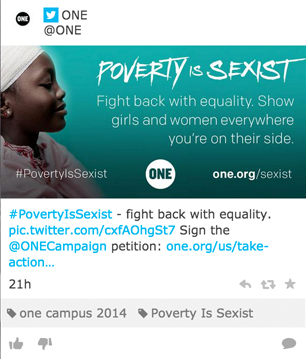 ONE
ONE
@ONE
POVERTY IS SEXIST
Fight back with equality. Show
girls and women everywhere
you're on their side.
#PovertyIsSexist
ONE
one.org/sexist
#PovertyIsSexist - fight back with equality.
pic.twitter.com/cxfAOhgSt7 Sign the
@ONECampaign petition: one.org/us/take-
action…
21h
one campus 2014
Poverty Is Sexist